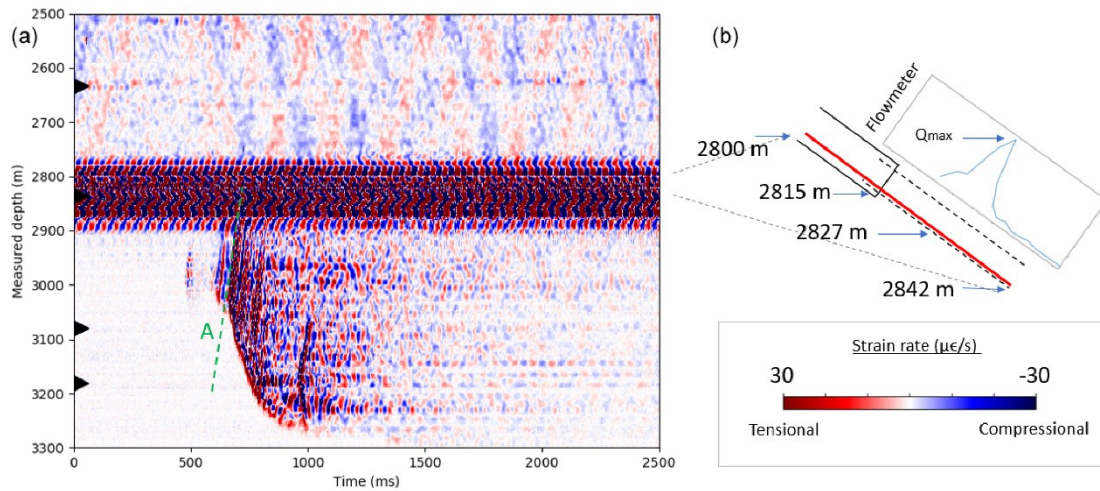 (a)
2500
2600
2700
2800
2900
3000
3100
3200
3300
Measured depth (m)
A
0
500
1000
1500
2000
2500
Time (ms)
(b)
Flowmeter
Qmax
2800 m
2815 m
2827 m
2842 m
Strain rate (μϵ/s)
30
-30
Tensional
Compressional